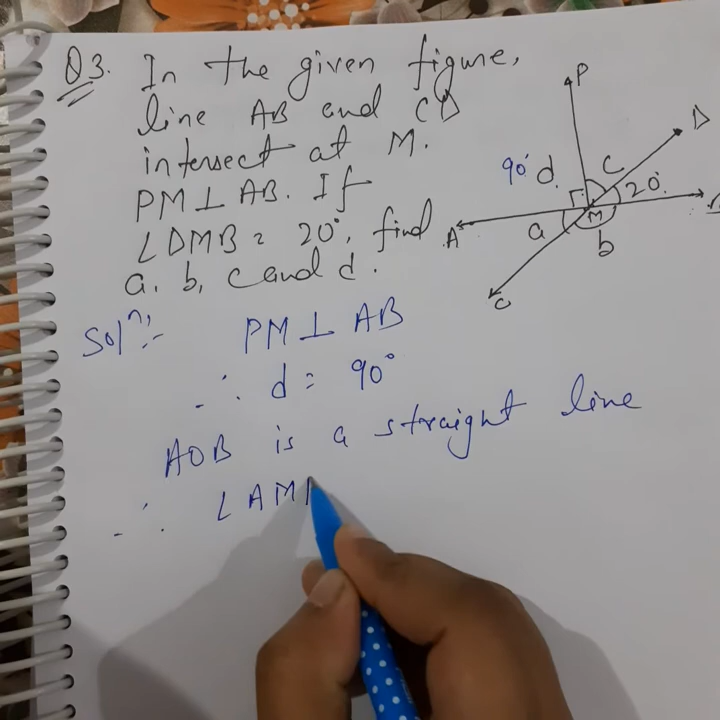 Q3. In the given figure,
line AB and CD
intersect at M.
PM⊥AB. If
∠DMB = 20°, find
a, b, c and d.
P
D
C
90° d.
20°
A
M
a
b
C
Sol^n:-
PM ⊥ AB
∴ d = 90°
AOB is a straight line
∴ ∠AM